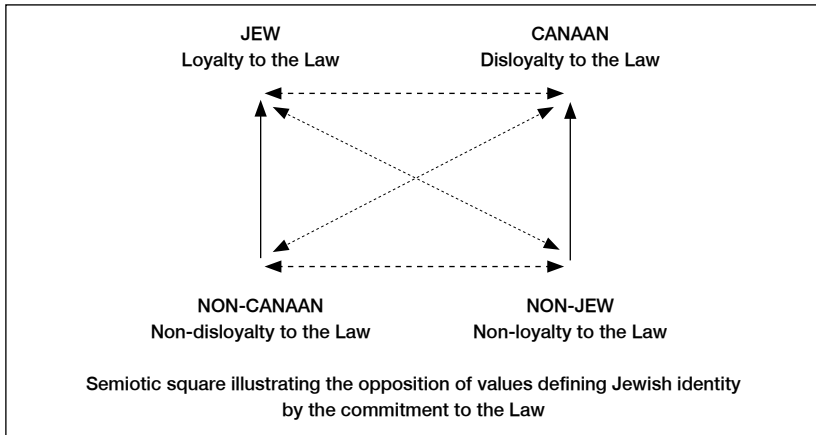 JEW
Loyalty to the Law
CANAAN
Disloyalty to the Law
NON-CANAAN
Non-disloyalty to the Law
NON-JEW
Non-loyalty to the Law
Semiotic square illustrating the opposition of values defining Jewish identity
by the commitment to the Law